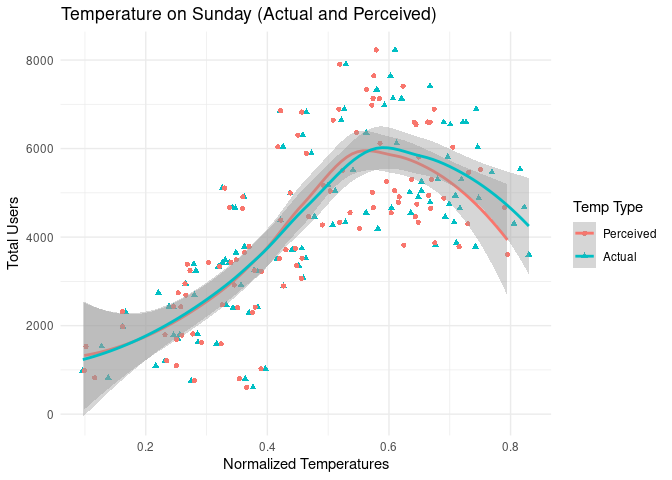 Temperature on Sunday (Actual and Perceived)
8000
6000
4000
2000
0
Total Users
0.2
0.4
0.6
0.8
Normalized Temperatures
Temp Type
Perceived
Actual